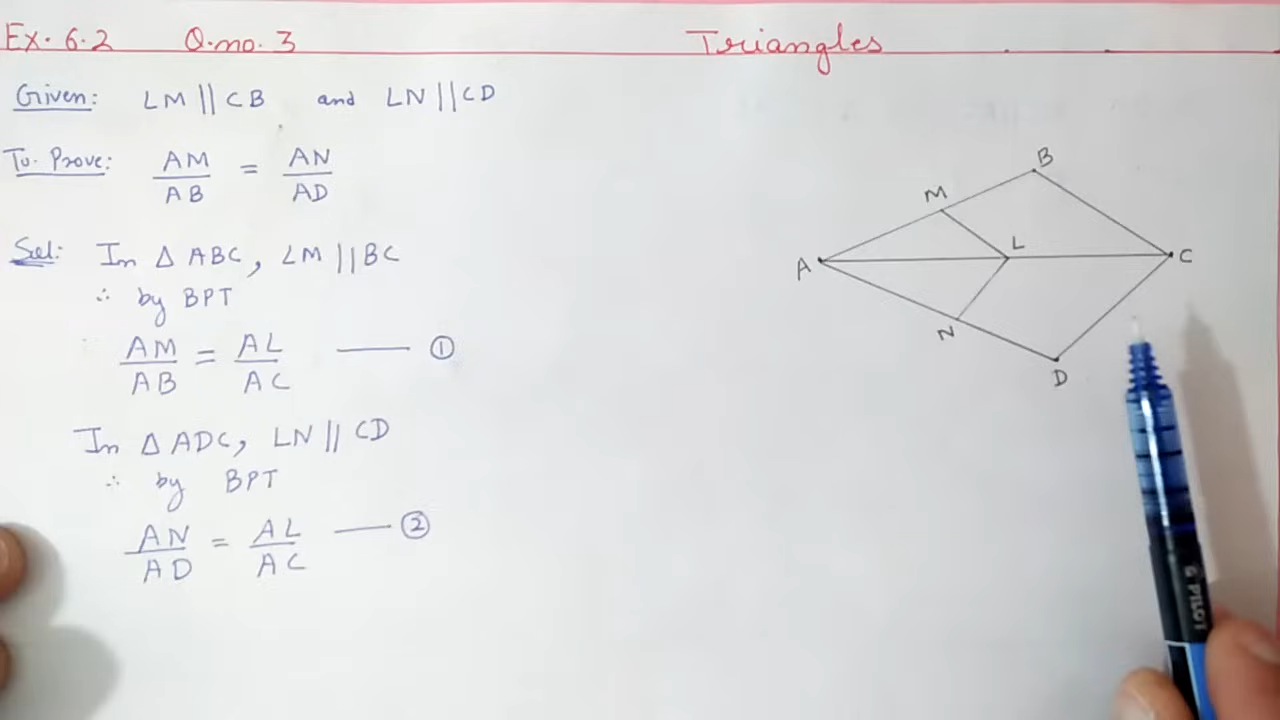 Ex. 6.2 Q.no. 3 Triangles
Given: LM || CB and LN || CD
To Prove: AM/AB = AN/AD
Sol: In △ ABC, LM || BC
∴ by BPT
AM/AB = AL/AC —— ①
In △ ADC, LN || CD
∴ by BPT
AN/AD = AL/AC —— ②
B
M
L
A
C
N
D
PILOT